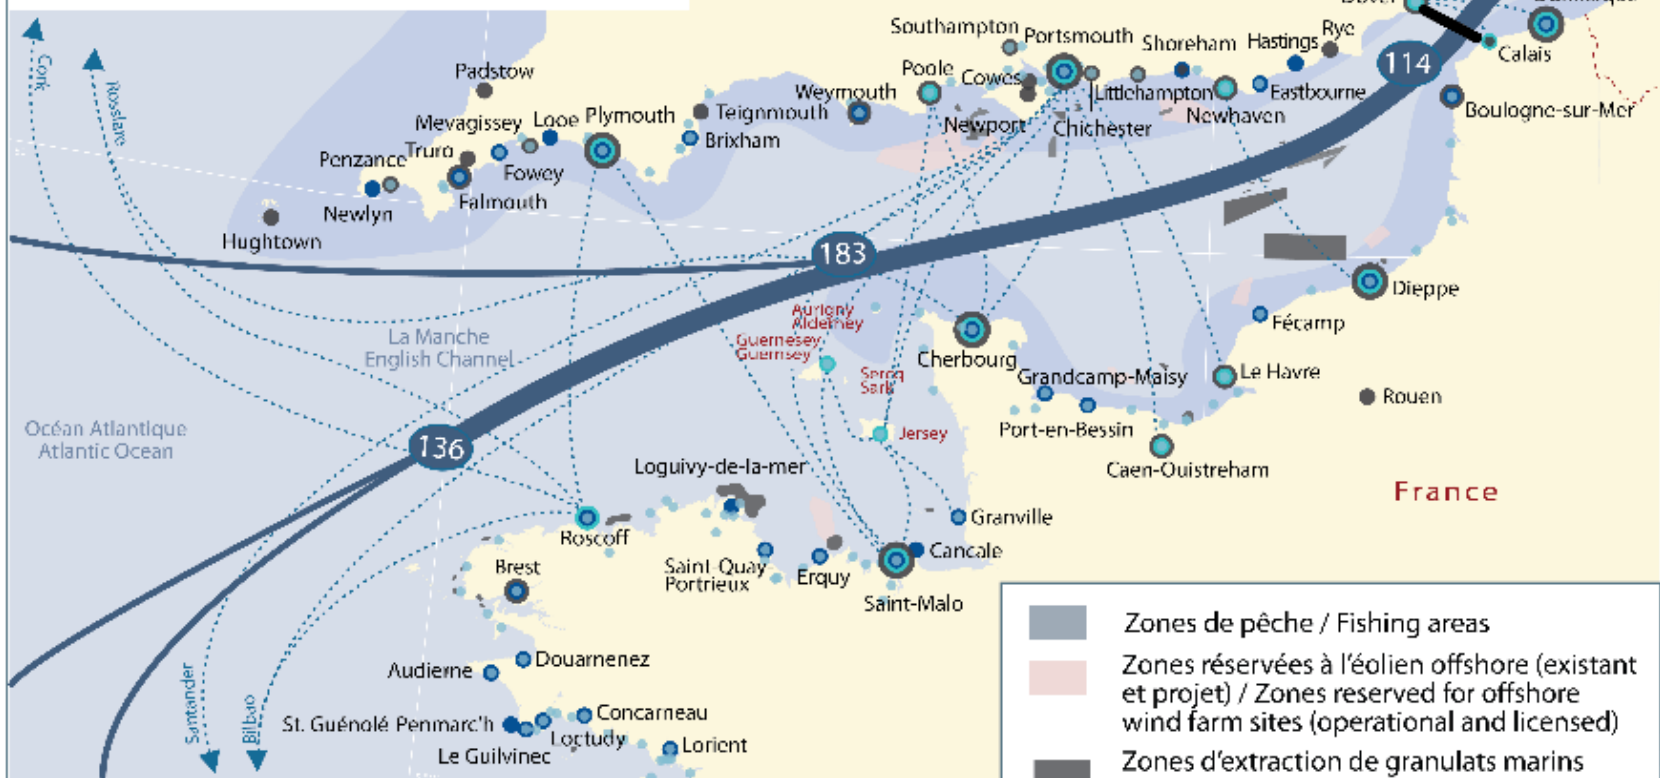 Southampton
Portsmouth
Shoreham
Hastings
Rye
Calais
114
Padstow
Poole
Cowes
Weymouth
Littlehampton
Eastbourne
Boulogne-sur-Mer
Cork
Rosslare
Mevagissey
Looe
Plymouth
Teignmouth
Newport
Chichester
Newhaven
Brixham
Penzance
Truro
Fowey
Newlyn
Falmouth
Hughtown
183
Dieppe
La Manche
English Channel
Aurigny
Alderney
Guernesey
Guernsey
Fécamp
Cherbourg
Sercq
Sark
Grandcamp-Maisy
Le Havre
Rouen
Océan Atlantique
Atlantic Ocean
136
Jersey
Port-en-Bessin
Caen-Ouistreham
Loguivy-de-la-mer
France
Granville
Roscoff
Cancale
Brest
Saint-Quay
Portrieux
Erquy
Saint-Malo
Audierne
Douarnenez
Santander
Bilbao
St. Guénolé Penmarc'h
Concarneau
Loctudy
Le Guilvinec
Lorient
Zones de pêche / Fishing areas
Zones réservées à l'éolien offshore (existant
et projet) / Zones reserved for offshore
wind farm sites (operational and licensed)
Zones d'extraction de granulats marins